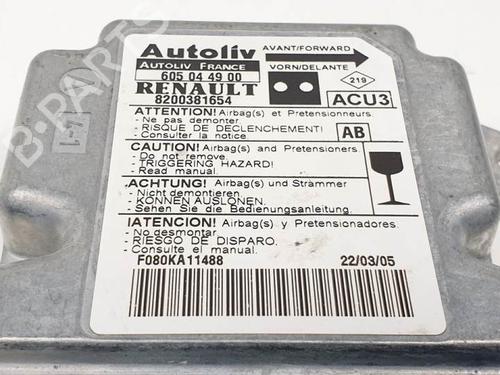 Autoliv
AVANT/FORWARD
AUTOLIV FRANCE
VORN/DELANTE
605 04 49 00
RENAULT
219
8200381654
ACU3
ATTENTION! Airbag(s) et Pretensionneurs
- Ne pas demonter.
- RISQUE DE DECLENCHEMENT!
- Consulter la notice.
AB
CAUTION! Airbag(s) and Pretensioners
- Do not remove.
- TRIGGERING HAZARD!
- Read manual.
ACHTUNG! Airbag(s) und Strammer
- Nicht demontieren.
- KÖNNEN AUSLÖSEN.
- Sehen Sie die Bedienungsanleitung.
¡ATENCION! Airbag(s) y Pretensionadores.
- No desmontar.
- RIESGO DE DISPARO.
- Consulte el manual.
F080KA11488
22/03/05
B-PARTS